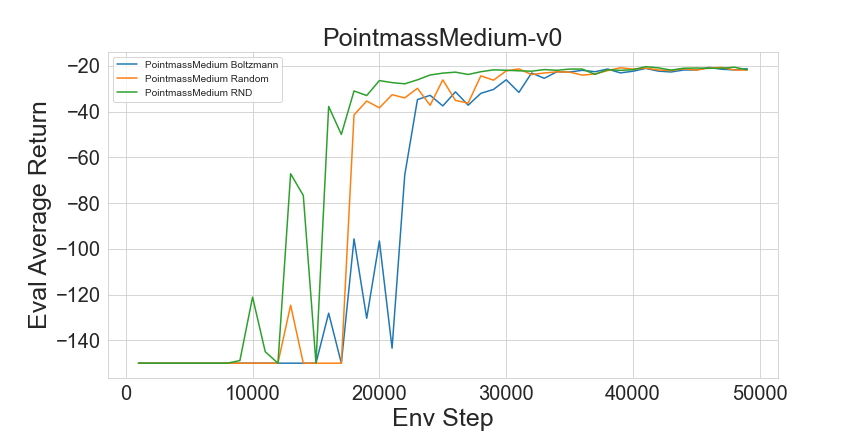 PointmassMedium-v0
PointmassMedium Boltzmann
PointmassMedium Random
PointmassMedium RND
Eval Average Return
−20
−40
−60
−80
−100
−120
−140
0 10000 20000 30000 40000 50000
Env Step